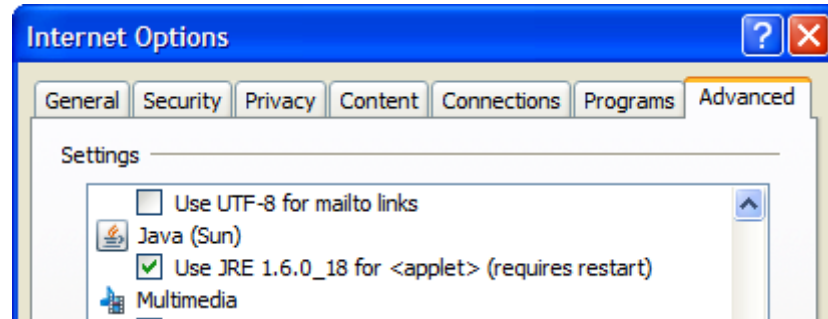 Internet Options
General Security Privacy Content Connections Programs Advanced
Settings
Use UTF-8 for mailto links
Java (Sun)
Use JRE 1.6.0_18 for <applet> (requires restart)
Multimedia